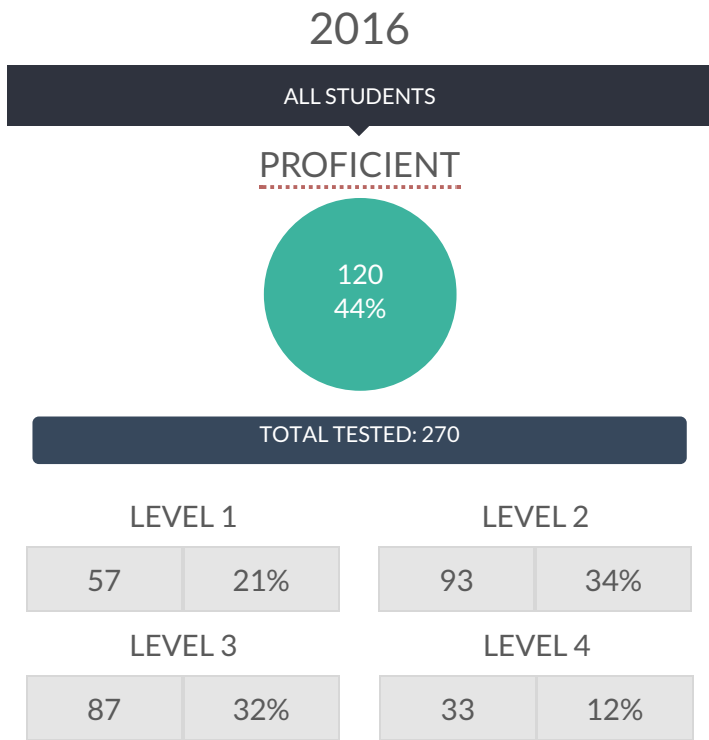 2016
ALL STUDENTS
PROFICIENT
120
44%
TOTAL TESTED: 270
LEVEL 1 LEVEL 2
57 21% 93 34%
LEVEL 3 LEVEL 4
87 32% 33 12%